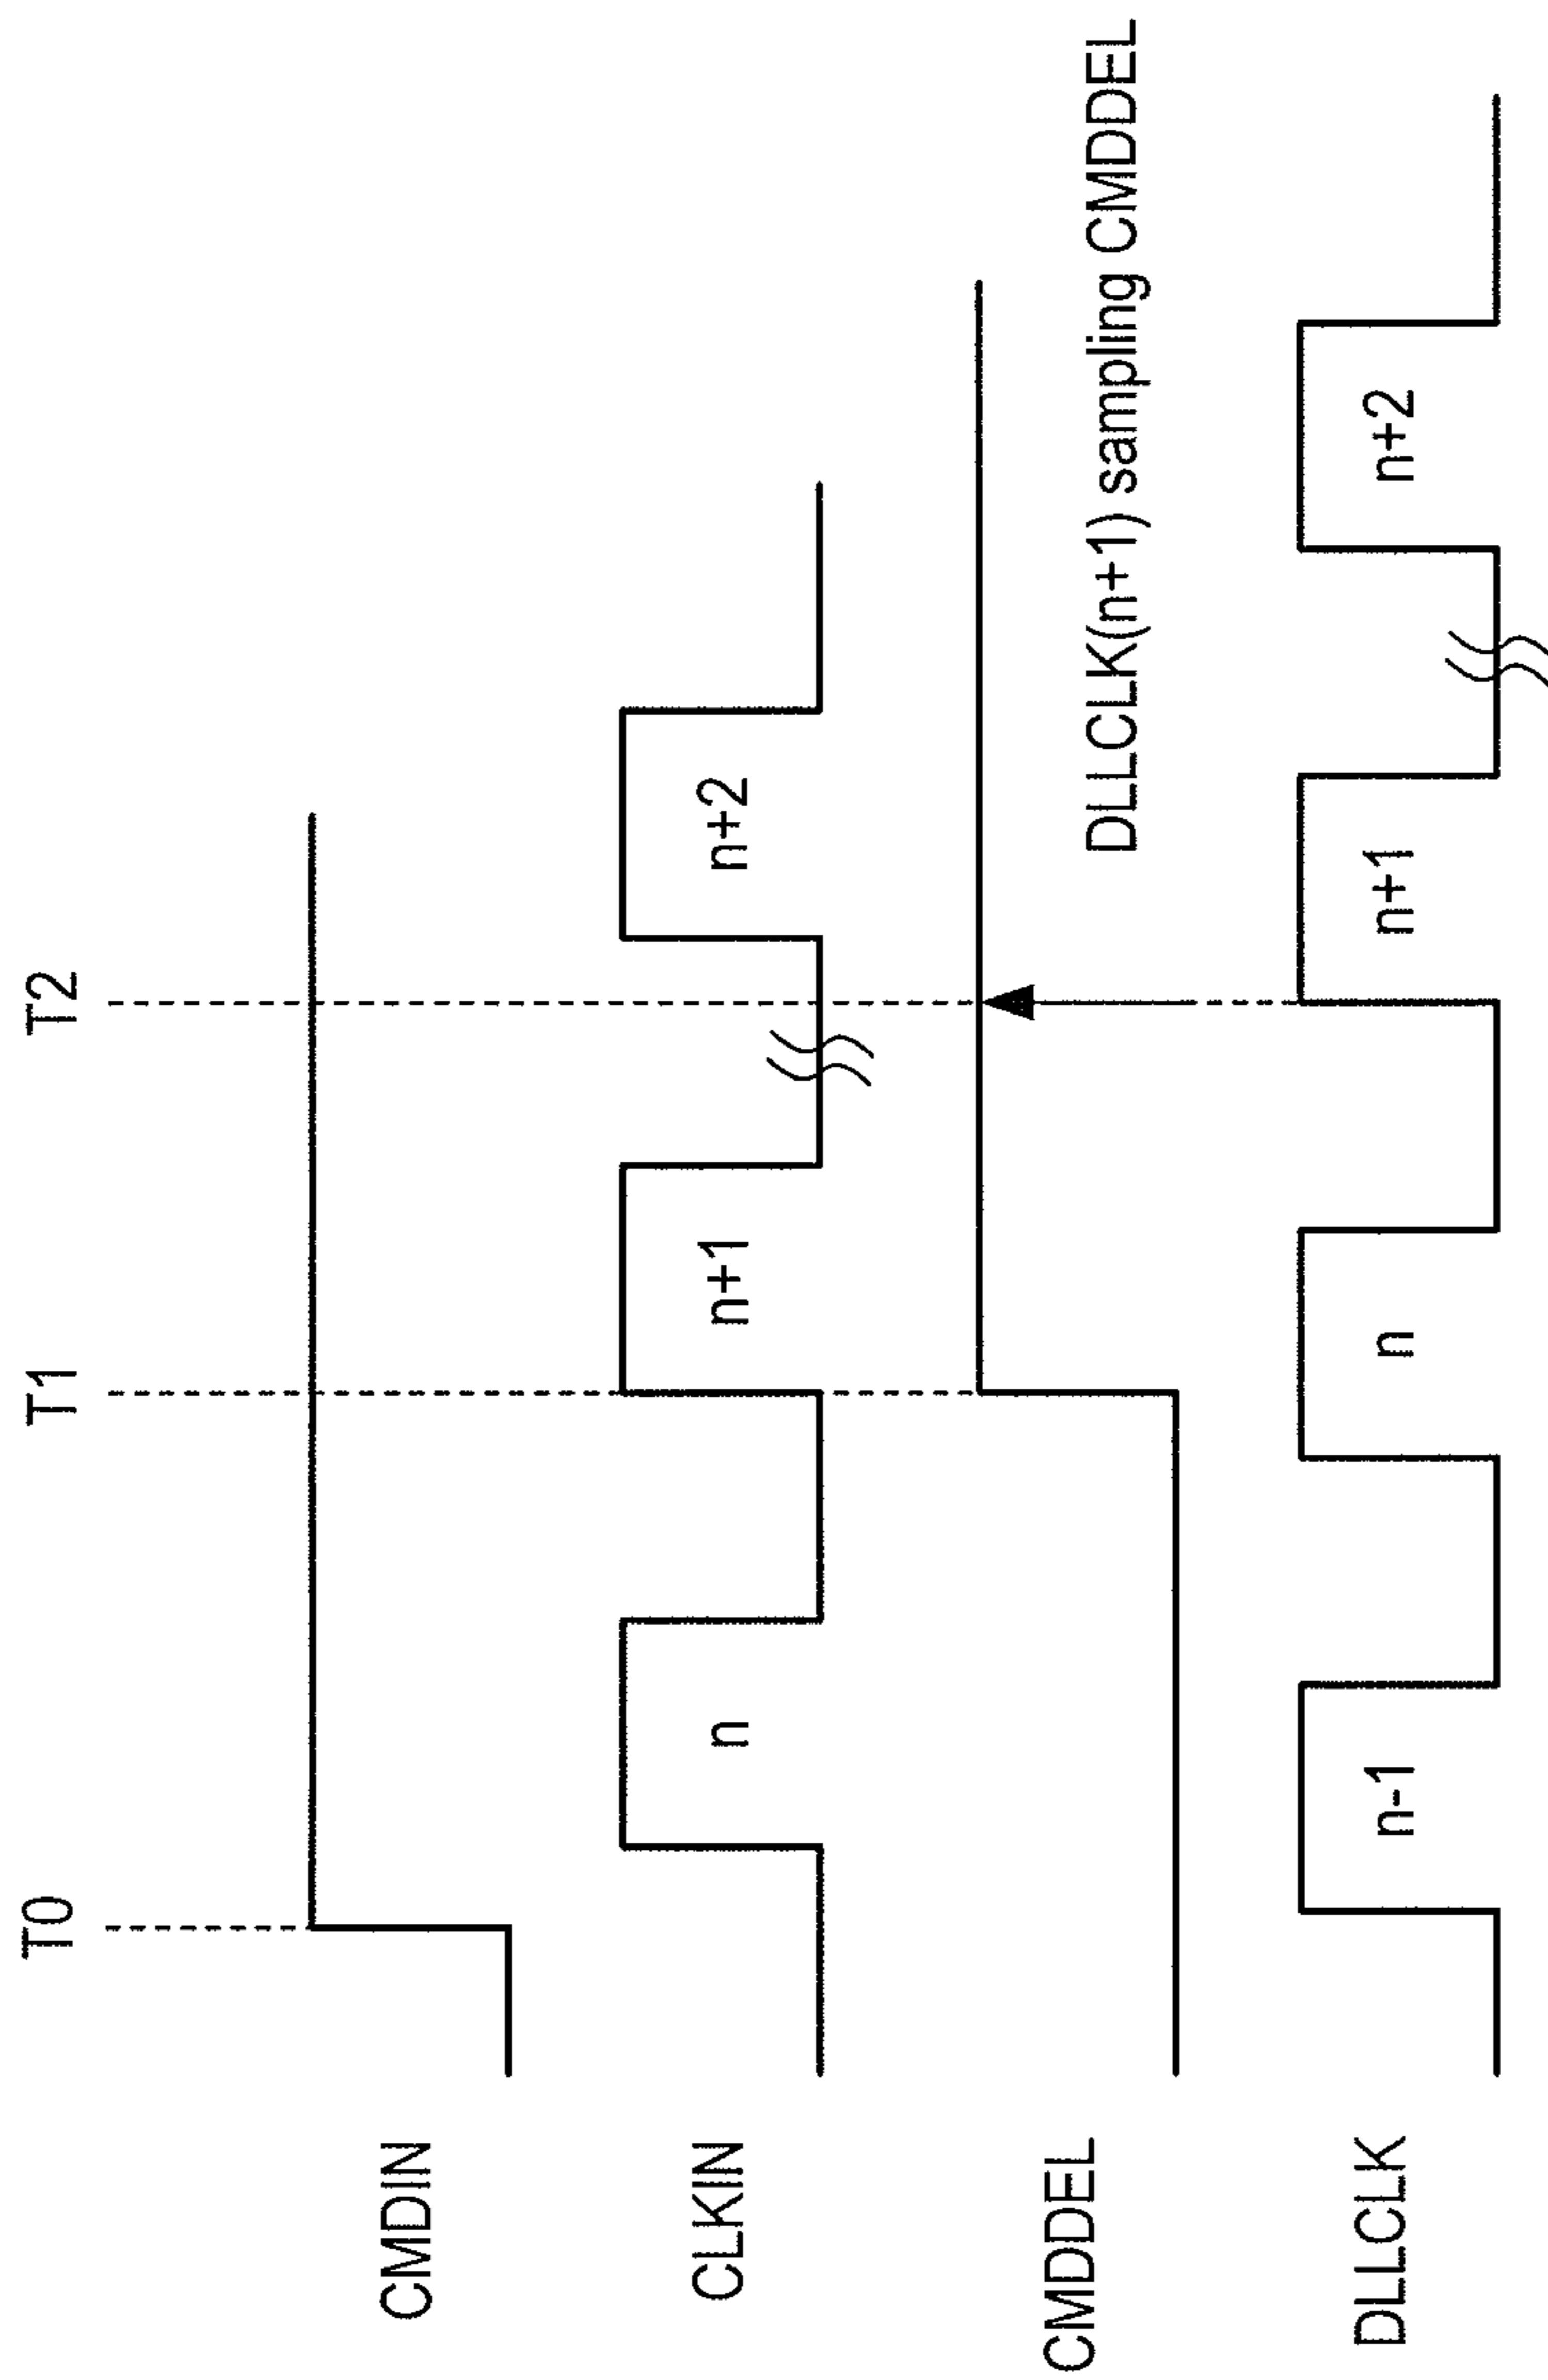 T0
T1
T2
CMDIN
CLKIN
n
n+1
n+2
CMDDEL
DLLCLK(n+1) sampling CMDDEL
DLLCLK
n-1
n
n+1
n+2